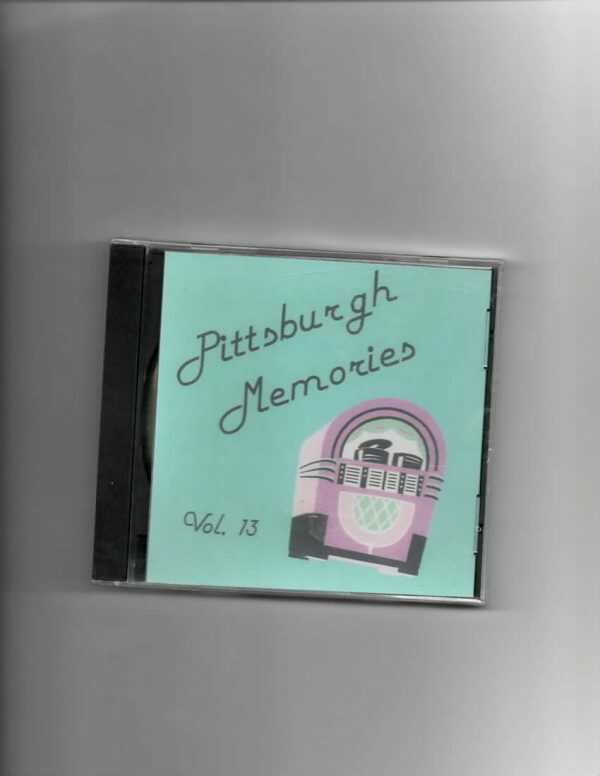 Pittsburgh
Memories
Vol. 13